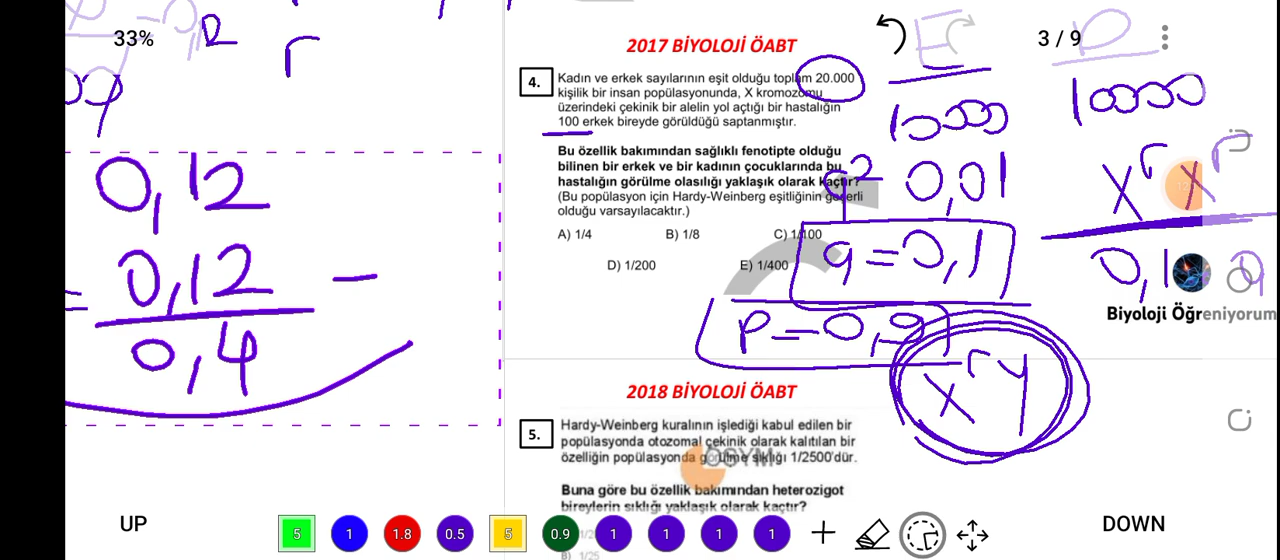 33%
3 / 9
r
0,12
0,12 —
=
0,4
2017 BİYOLOJİ ÖABT
4.
Kadın ve erkek sayılarının eşit olduğu toplam 20.000
kişilik bir insan popülasyonunda, X kromozomu
üzerindeki çekinik bir alelin yol açtığı bir hastalığın
100 erkek bireyde görüldüğü saptanmıştır.
Bu özellik bakımından sağlıklı fenotipte olduğu
bilinen bir erkek ve bir kadının çocuklarında bu
hastalığın görülme olasılığı yaklaşık olarak kaçtır?
(Bu popülasyon için Hardy-Weinberg eşitliğinin geçerli
olduğu varsayılacaktır.)
A) 1/4 B) 1/8 C) 1/100
D) 1/200 E) 1/400
E
10000
q2 0,01
q=0,1
P=0,9
XrY
D
10000
Xr Xr
Biyoloji Öğreniyorum
2018 BİYOLOJİ ÖABT
5.
Hardy-Weinberg kuralının işlediği kabul edilen bir
popülasyonda otozomal çekinik olarak kalıtılan bir
özelliğin popülasyonda görülme sıklığı 1/2500'dür.
ÖSYM
Buna göre bu özellik bakımından heterozigot
bireylerin sıklığı yaklaşık olarak kaçtır?
B) 1/25
UP
5 1 1.8 0.5 5 0.9 1 1 1 1
DOWN